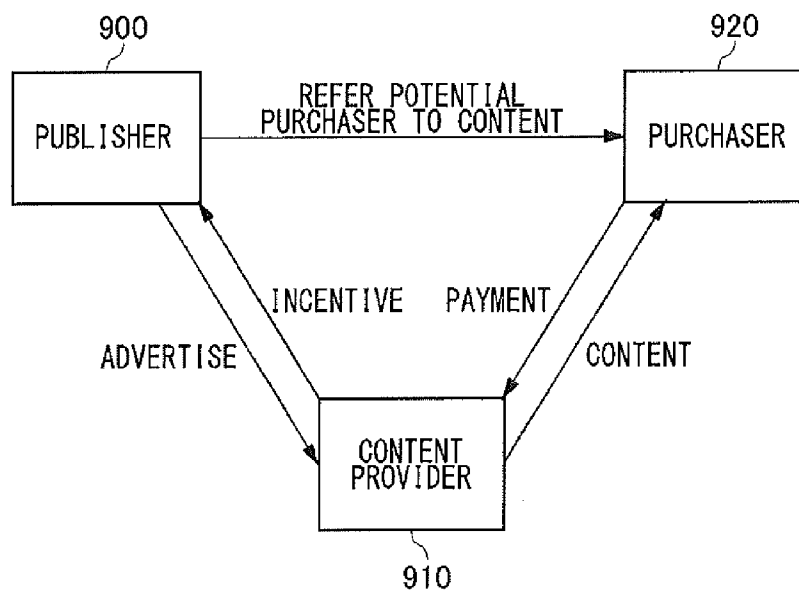 900
920
PUBLISHER
REFER POTENTIAL
PURCHASER TO CONTENT
PURCHASER
INCENTIVE
PAYMENT
ADVERTISE
CONTENT
CONTENT
PROVIDER
910